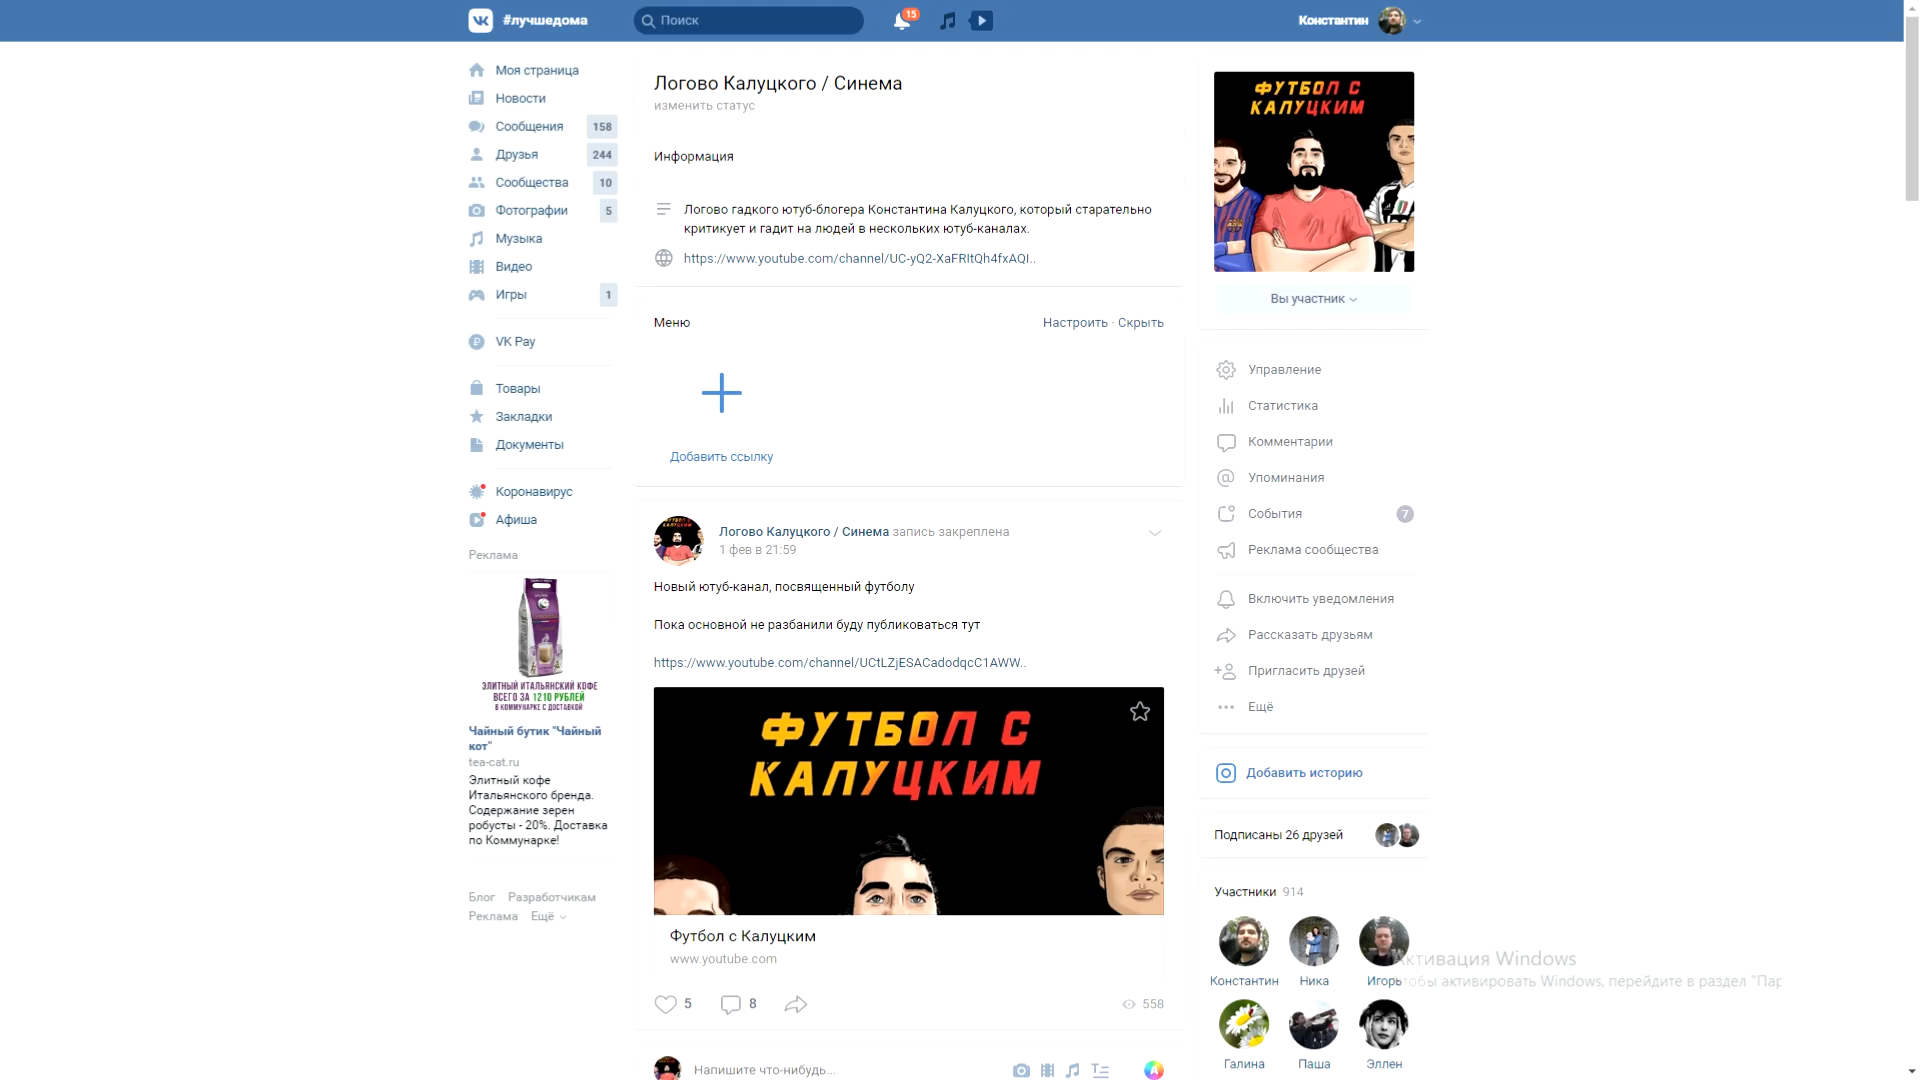 #лучшедома
Поиск
15
Константин
Моя страница
Новости
Сообщения 158
Друзья 244
Сообщества 10
Фотографии 5
Музыка
Видео
Игры 1
VK Pay
Товары
Закладки
Документы
Коронавирус
Афиша
Реклама
ЭЛИТНЫЙ ИТАЛЬЯНСКИЙ КОФЕ
ВСЕГО ЗА 1210 РУБЛЕЙ
В КОММУНАРКЕ С ДОСТАВКОЙ
Чайный бутик "Чайный
кот"
tea-cat.ru
Элитный кофе
Итальянского бренда.
Содержание зерен
робусты - 20%. Доставка
по Коммунарке!
Блог Разработчикам
Реклама Ещё
Логово Калуцкого / Синема
изменить статус
Информация
Логово гадкого ютуб-блогера Константина Калуцкого, который старательно
критикует и гадит на людей в нескольких ютуб-каналах.
https://www.youtube.com/channel/UC-yQ2-XaFRItQh4fxAQI..
Меню
Настроить · Скрыть
Добавить ссылку
Логово Калуцкого / Синема запись закреплена
1 фев в 21:59
Новый ютуб-канал, посвященный футболу
Пока основной не разбанили буду публиковаться тут
https://www.youtube.com/channel/UCtLZjESACadodqcC1AWW..
ФУТБОЛ С
КАЛУЦКИМ
Футбол с Калуцким
www.youtube.com
5 8 558
Напишите что-нибудь...
ФУТБОЛ С
КАЛУЦКИМ
Вы участник
Управление
Статистика
Комментарии
Упоминания
События 7
Реклама сообщества
Включить уведомления
Рассказать друзьям
Пригласить друзей
Ещё
Добавить историю
Подписаны 26 друзей
Участники 914
Константин Ника Игорь
Галина Паша Эллен
Активация Windows
Чтобы активировать Windows, перейдите в раздел "Пар